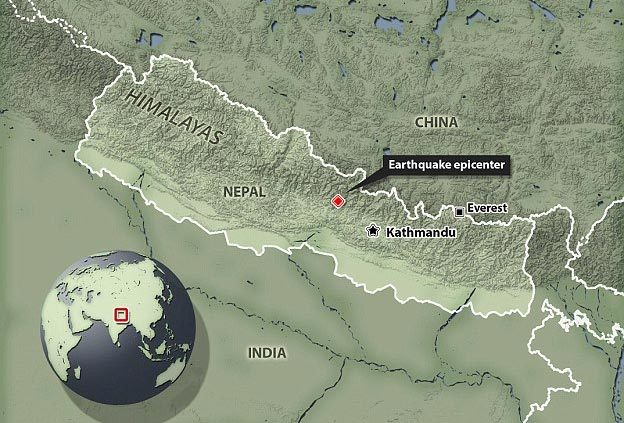 HIMALAYAS
CHINA
Earthquake epicenter
NEPAL
Everest
Kathmandu
INDIA